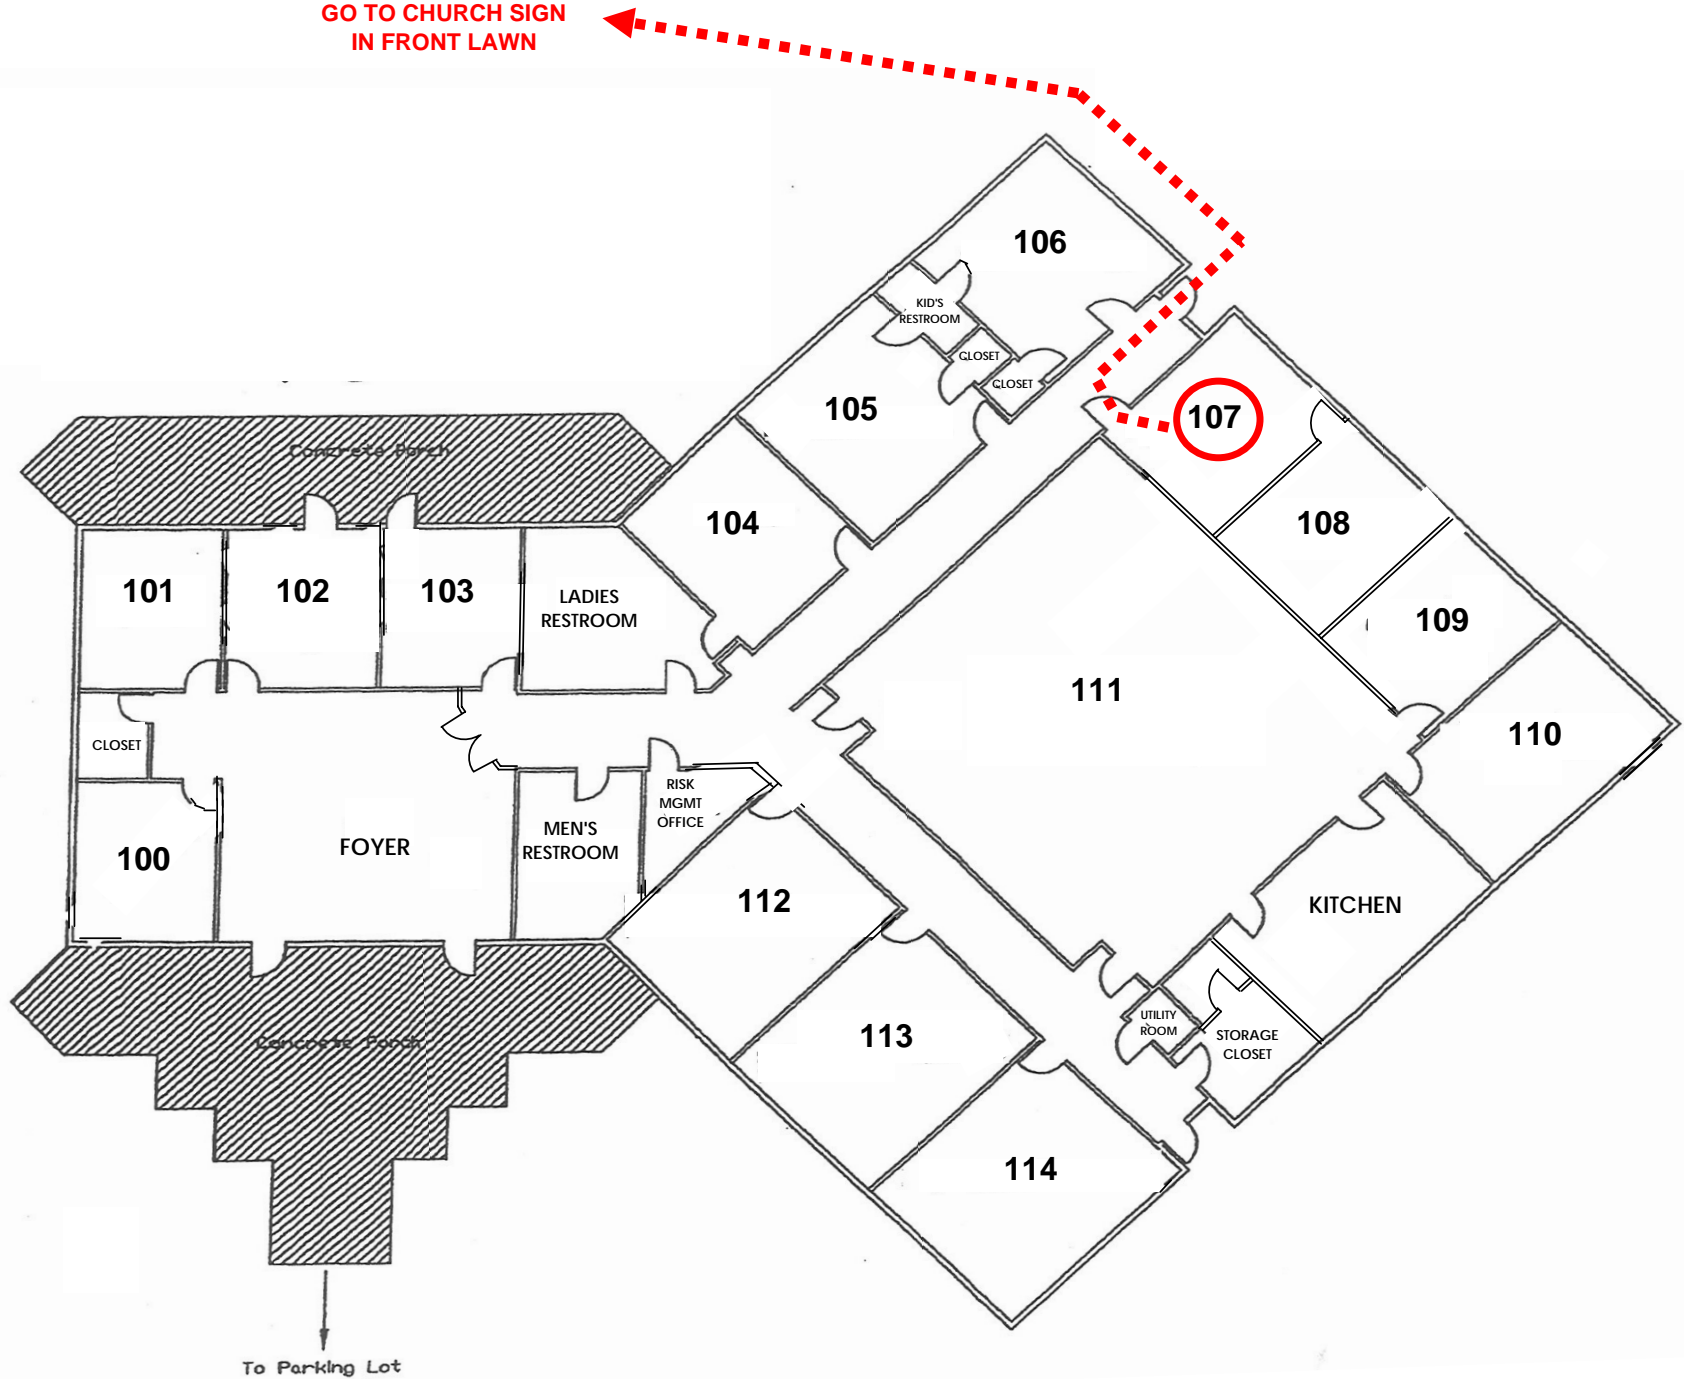 GO TO CHURCH SIGN
IN FRONT LAWN
106
KID'S
RESTROOM
CLOSET
CLOSET
105
107
Concrete Porch
104
108
101
102
103
LADIES
RESTROOM
109
111
110
CLOSET
RISK
MGMT
OFFICE
100
FOYER
MEN'S
RESTROOM
112
KITCHEN
113
UTILITY
ROOM
STORAGE
CLOSET
Concrete Porch
114
To Parking Lot